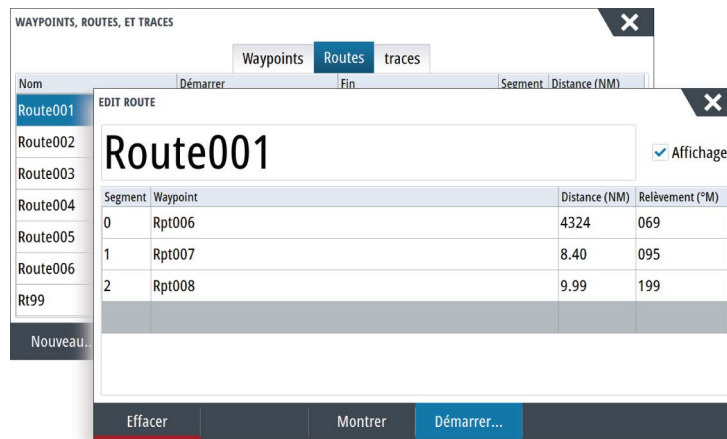 WAYPOINTS, ROUTES, ET TRACES
Waypoints Routes traces
Nom Démarrer Fin Segment Distance (NM)
Route001
Route002
Route003
Route004
Route005
Route006
Rt99
Nouveau..
EDIT ROUTE
Route001
Affichage
Segment Waypoint Distance (NM) Relèvement (°M)
0 Rpt006 4324 069
1 Rpt007 8.40 095
2 Rpt008 9.99 199
Effacer Montrer Démarrer...